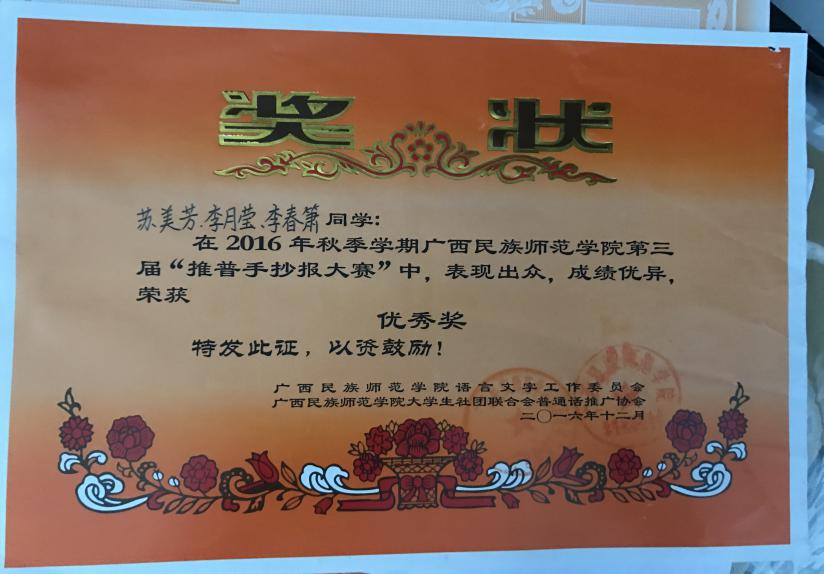 奖状
苏美芳、李月莹、李春箫同学:
在2016年秋季学期广西民族师范学院第三
届“推普手抄报大赛”中，表现出众，成绩优异，
荣获
优秀奖
特发此证，以资鼓励！
广西民族师范学院语言文字工作委员会
广西民族师范学院大学生社团联合会普通话推广协会
二〇一六年十二月